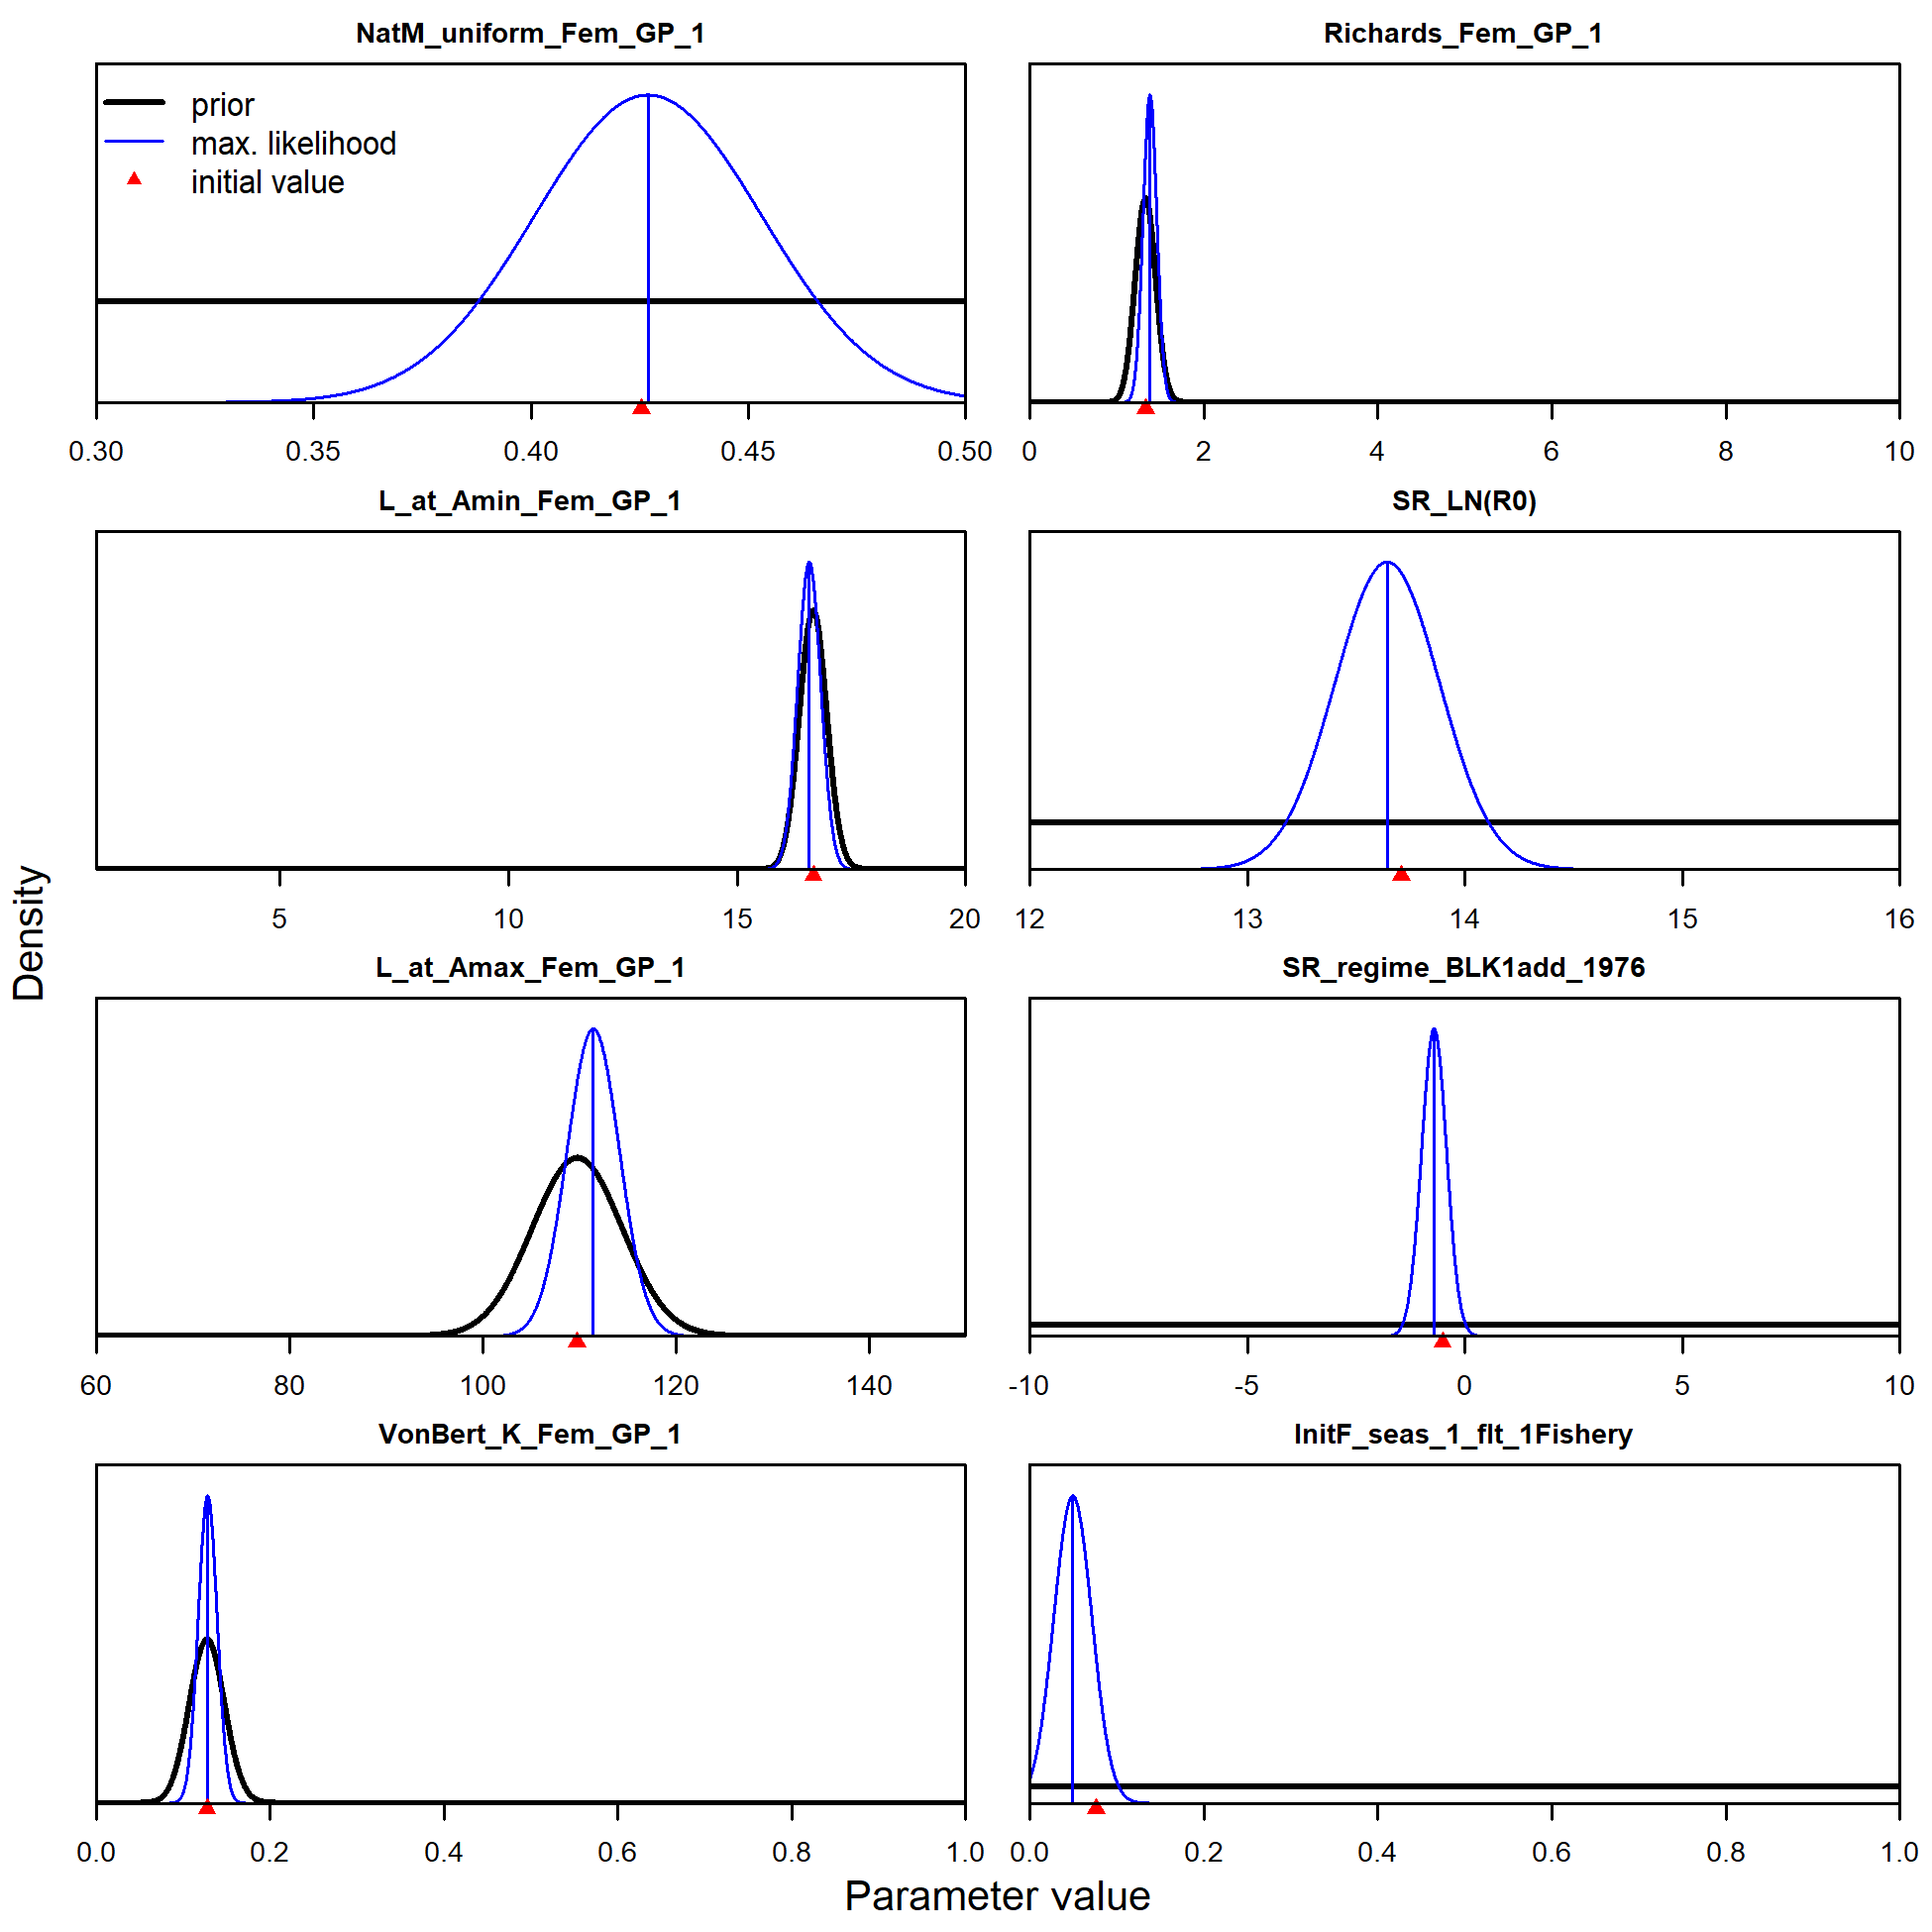 NatM_uniform_Fem_GP_1
prior
max. likelihood
initial value
0.30 0.35 0.40 0.45 0.50
Richards_Fem_GP_1
0 2 4 6 8 10
L_at_Amin_Fem_GP_1
5 10 15 20
SR_LN(R0)
12 13 14 15 16
L_at_Amax_Fem_GP_1
60 80 100 120 140
SR_regime_BLK1add_1976
-10 -5 0 5 10
VonBert_K_Fem_GP_1
0.0 0.2 0.4 0.6 0.8 1.0
InitF_seas_1_flt_1Fishery
0.0 0.2 0.4 0.6 0.8 1.0
Density
Parameter value